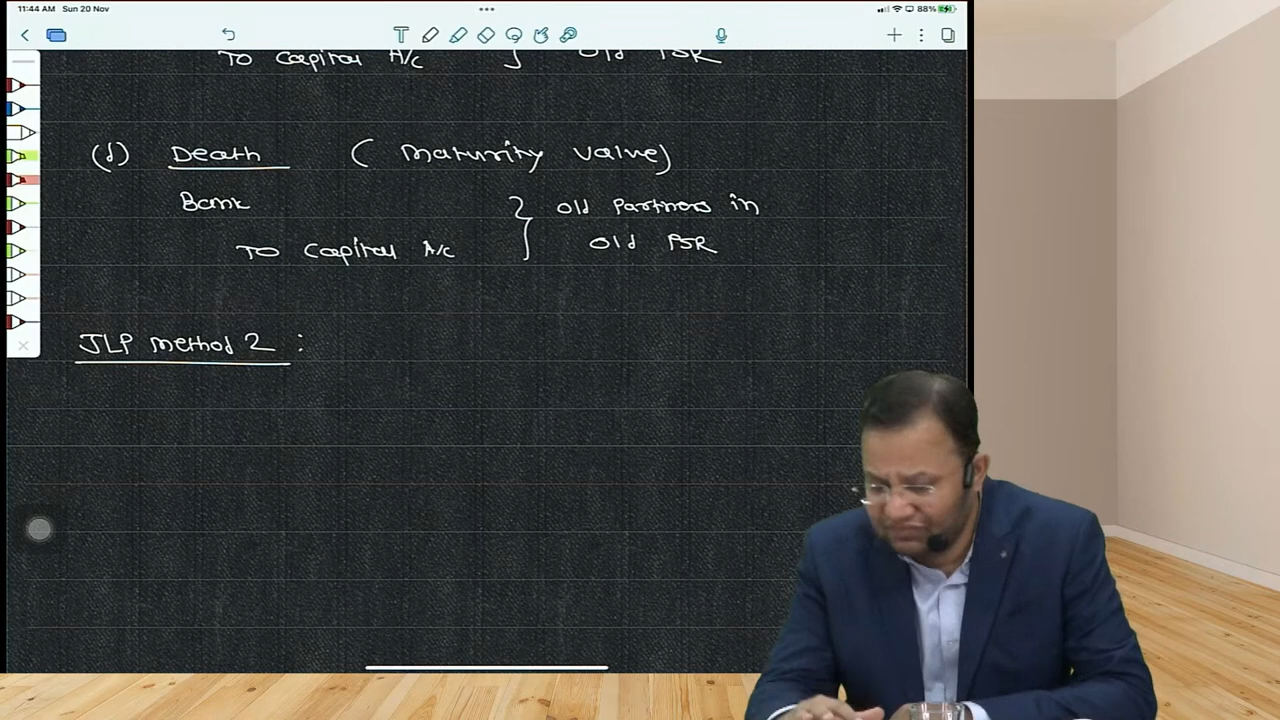 11:44 AM Sun 20 Nov
88%
To Capital A/c } Old PSR
(d) Death ( Maturity Value)
Bank } Old Partners in
To Capital A/c Old PSR
JLP method 2 :